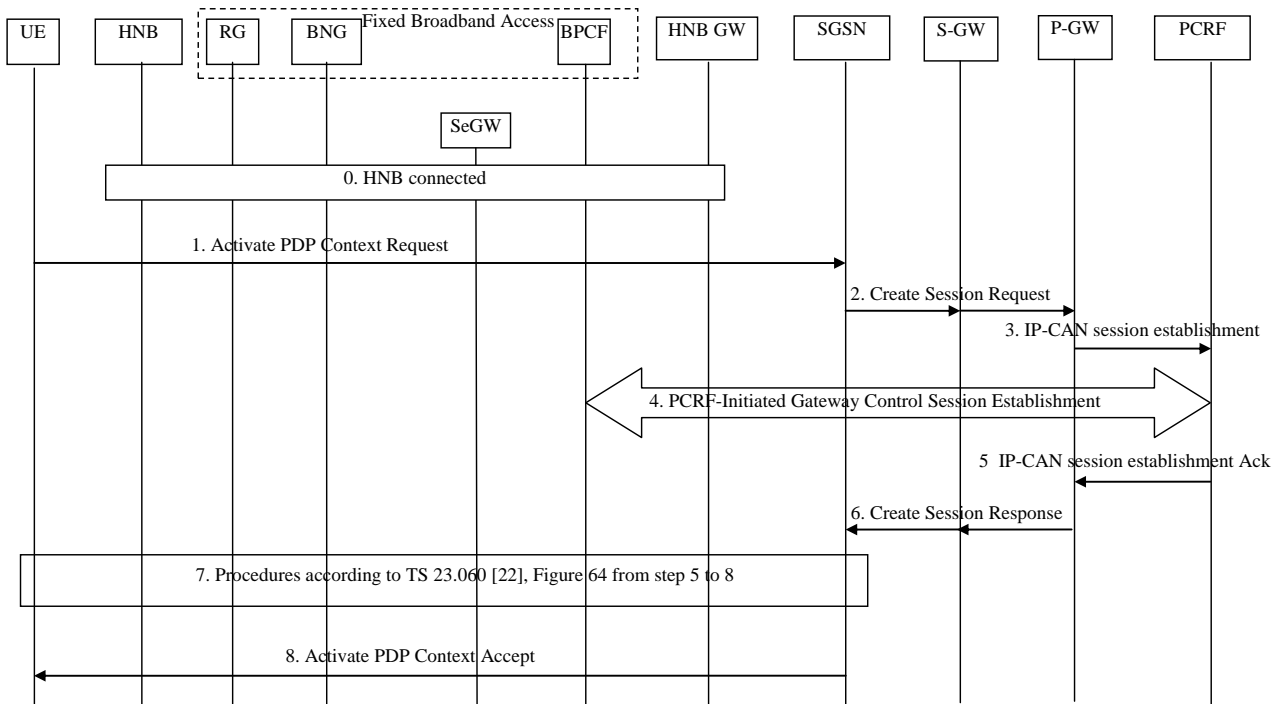 Fixed Broadband Access
UE
HNB
RG
BNG
BPCF
HNB GW
SGSN
S-GW
P-GW
PCRF
SeGW
0. HNB connected
1. Activate PDP Context Request
2. Create Session Request
3. IP-CAN session establishment
4. PCRF-Initiated Gateway Control Session Establishment
5 IP-CAN session establishment Ack
6. Create Session Response
7. Procedures according to TS 23.060 [22], Figure 64 from step 5 to 8
8. Activate PDP Context Accept